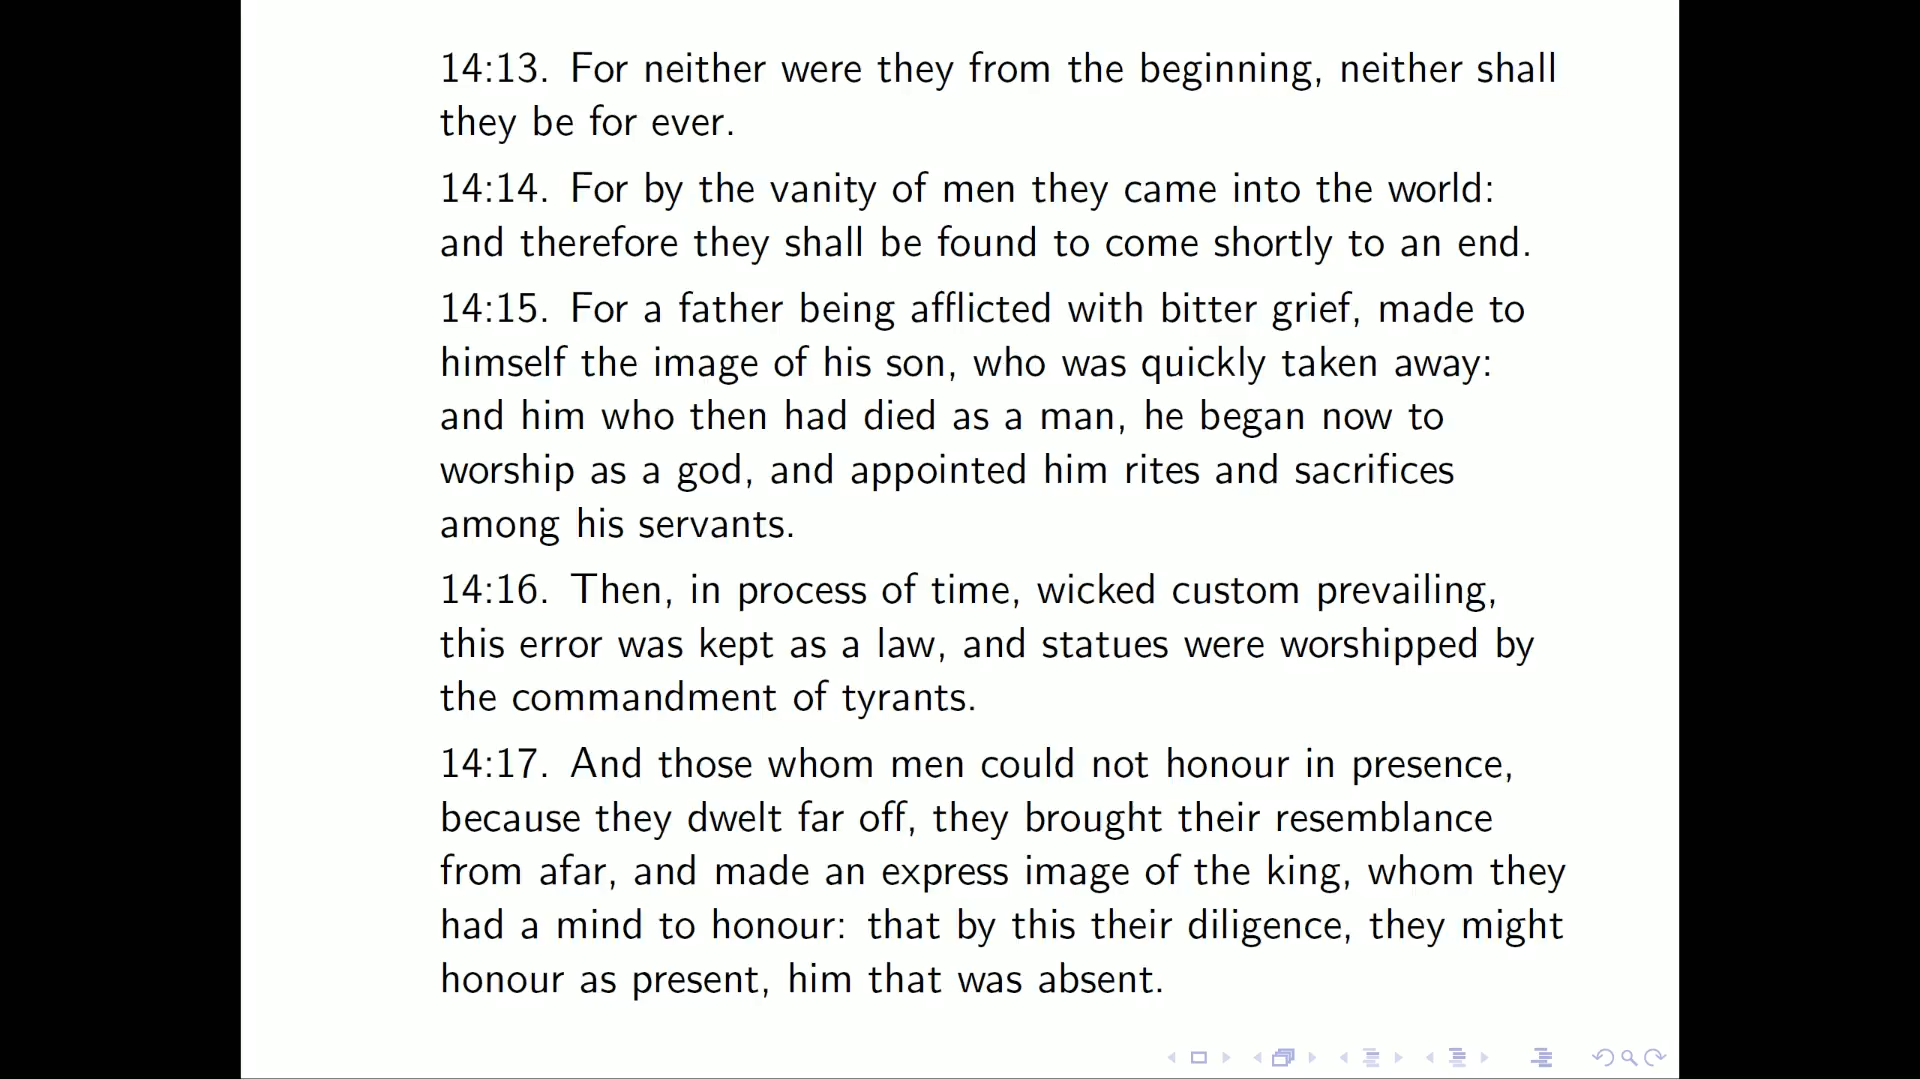 14:13. For neither were they from the beginning, neither shall
they be for ever.
14:14. For by the vanity of men they came into the world:
and therefore they shall be found to come shortly to an end.
14:15. For a father being afflicted with bitter grief, made to
himself the image of his son, who was quickly taken away:
and him who then had died as a man, he began now to
worship as a god, and appointed him rites and sacrifices
among his servants.
14:16. Then, in process of time, wicked custom prevailing,
this error was kept as a law, and statues were worshipped by
the commandment of tyrants.
14:17. And those whom men could not honour in presence,
because they dwelt far off, they brought their resemblance
from afar, and made an express image of the king, whom they
had a mind to honour: that by this their diligence, they might
honour as present, him that was absent.